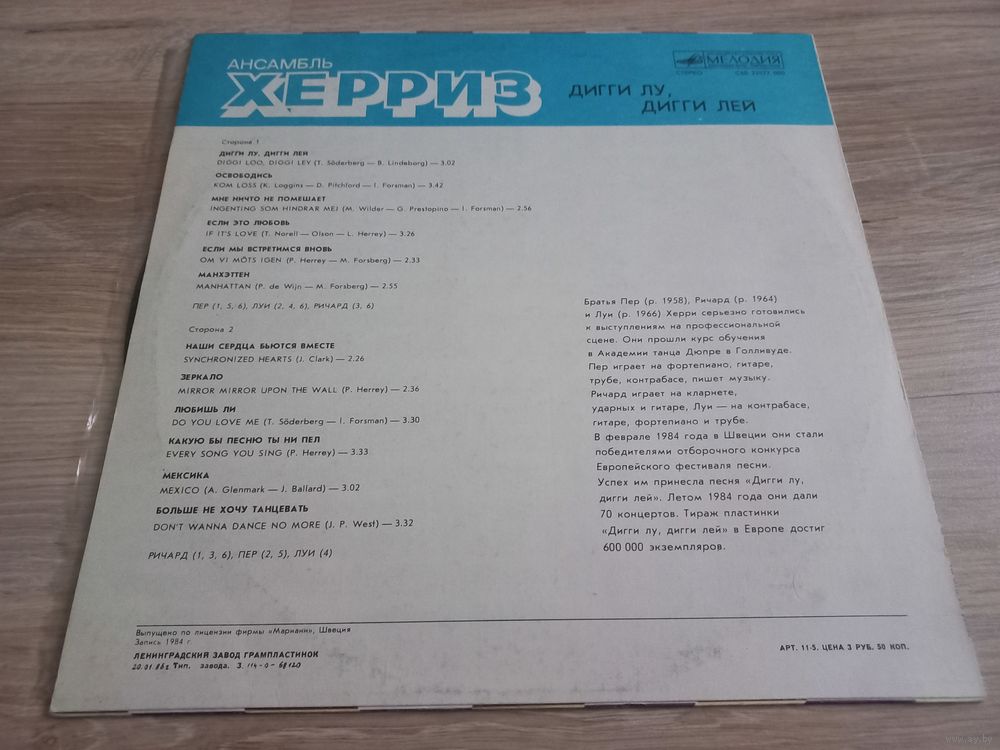 АНСАМБЛЬ
ХЕРРИЗ
МЕЛОДИЯ
СТЕРЕО
ДИГГИ ЛУ,
ДИГГИ ЛЕЙ
Сторона 1
ДИГГИ ЛУ, ДИГГИ ЛЕЙ
DIGGI LOO, DIGGI LEY (T. Söderberg — B. Lindeborg) — 3.02
ОСВОБОДИСЬ
KOM LOSS (K. Loggins — D. Pitchford — I. Forsman) — 3.42
МНЕ НИЧТО НЕ ПОМЕШАЕТ
INGENTING SOM HINDRAR MEJ (M. Wilder — G. Prestopino — I. Forsman) — 2.56
ЕСЛИ ЭТО ЛЮБОВЬ
IF IT'S LOVE (T. Norell — Olson — L. Herrey) — 3.26
ЕСЛИ МЫ ВСТРЕТИМСЯ ВНОВЬ
OM VI MÖTS IGEN (P. Herrey — M. Forsberg) — 2.33
МАНХЭТТЕН
MANHATTAN (P. de Wijn — M. Forsberg) — 2.55
ПЕР (1, 5, 6), ЛУИ (2, 4, 6), РИЧАРД (3, 6)
Сторона 2
НАШИ СЕРДЦА БЬЮТСЯ ВМЕСТЕ
SYNCHRONIZED HEARTS (J. Clark) — 2.26
ЗЕРКАЛО
MIRROR MIRROR UPON THE WALL (P. Herrey) — 2.36
ЛЮБИШЬ ЛИ
DO YOU LOVE ME (T. Söderberg — I. Forsman) — 3.30
КАКУЮ БЫ ПЕСНЮ ТЫ НИ ПЕЛ
EVERY SONG YOU SING (P. Herrey) — 3.33
МЕКСИКА
MEXICO (A. Glenmark — J. Ballard) — 3.02
БОЛЬШЕ НЕ ХОЧУ ТАНЦЕВАТЬ
DON'T WANNA DANCE NO MORE (J. P. West) — 3.32
РИЧАРД (1, 3, 6), ПЕР (2, 5), ЛУИ (4)
Братья Пер (р. 1958), Ричард (р. 1964)
и Луи (р. 1966) Херри серьезно готовились
к выступлениям на профессиональной
сцене. Они прошли курс обучения
в Академии танца Дюпре в Голливуде.
Пер играет на фортепиано, гитаре,
трубе, контрабасе, пишет музыку.
Ричард играет на кларнете,
ударных и гитаре, Луи — на контрабасе,
гитаре, фортепиано и трубе.
В феврале 1984 года в Швеции они стали
победителями отборочного конкурса
Европейского фестиваля песни.
Успех им принесла песня «Дигги лу,
дигги лей». Летом 1984 года они дали
70 концертов. Тираж пластинки
«Дигги лу, дигги лей» в Европе достиг
600 000 экземпляров.
Выпущено по лицензии фирмы «Мариани», Швеция
Запись 1984 г.
ЛЕНИНГРАДСКИЙ ЗАВОД ГРАМПЛАСТИНОК
20.01.86г. Тип. завода. З. 114-0-68120
АРТ. 11-5. ЦЕНА 3 РУБ. 50 КОП.
www.ay.by